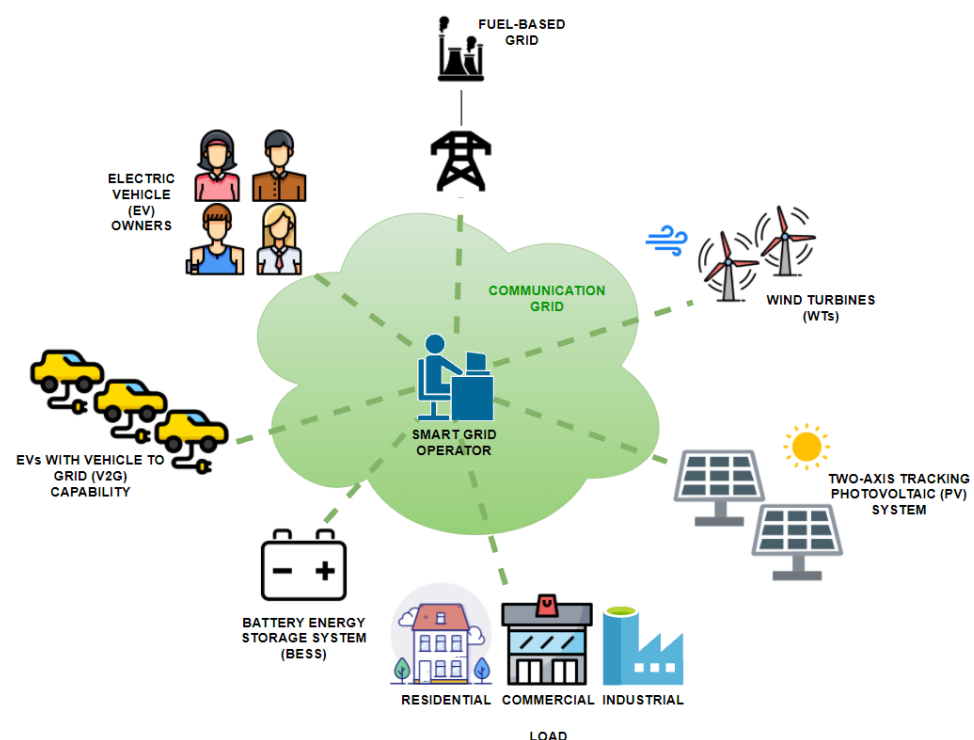 FUEL-BASED
GRID
ELECTRIC
VEHICLE
(EV)
OWNERS
COMMUNICATION
GRID
WIND TURBINES
(WTs)
SMART GRID
OPERATOR
EVs WITH VEHICLE TO
GRID (V2G)
CAPABILITY
TWO-AXIS TRACKING
PHOTOVOLTAIC (PV)
SYSTEM
BATTERY ENERGY
STORAGE SYSTEM
(BESS)
RESIDENTIAL COMMERCIAL INDUSTRIAL
LOAD